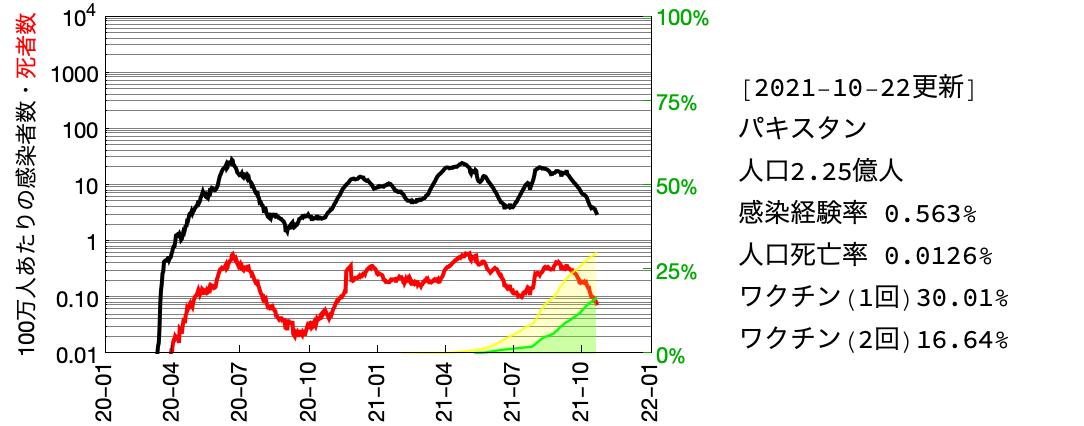 100万人あたりの感染者数・死者数
10^4
1000
100
10
1
0.10
0.01
100%
75%
50%
25%
0%
20-01
20-04
20-07
20-10
21-01
21-04
21-07
21-10
22-01
[2021-10-22更新]
パキスタン
人口2.25億人
感染経験率 0.563%
人口死亡率 0.0126%
ワクチン(1回)30.01%
ワクチン(2回)16.64%